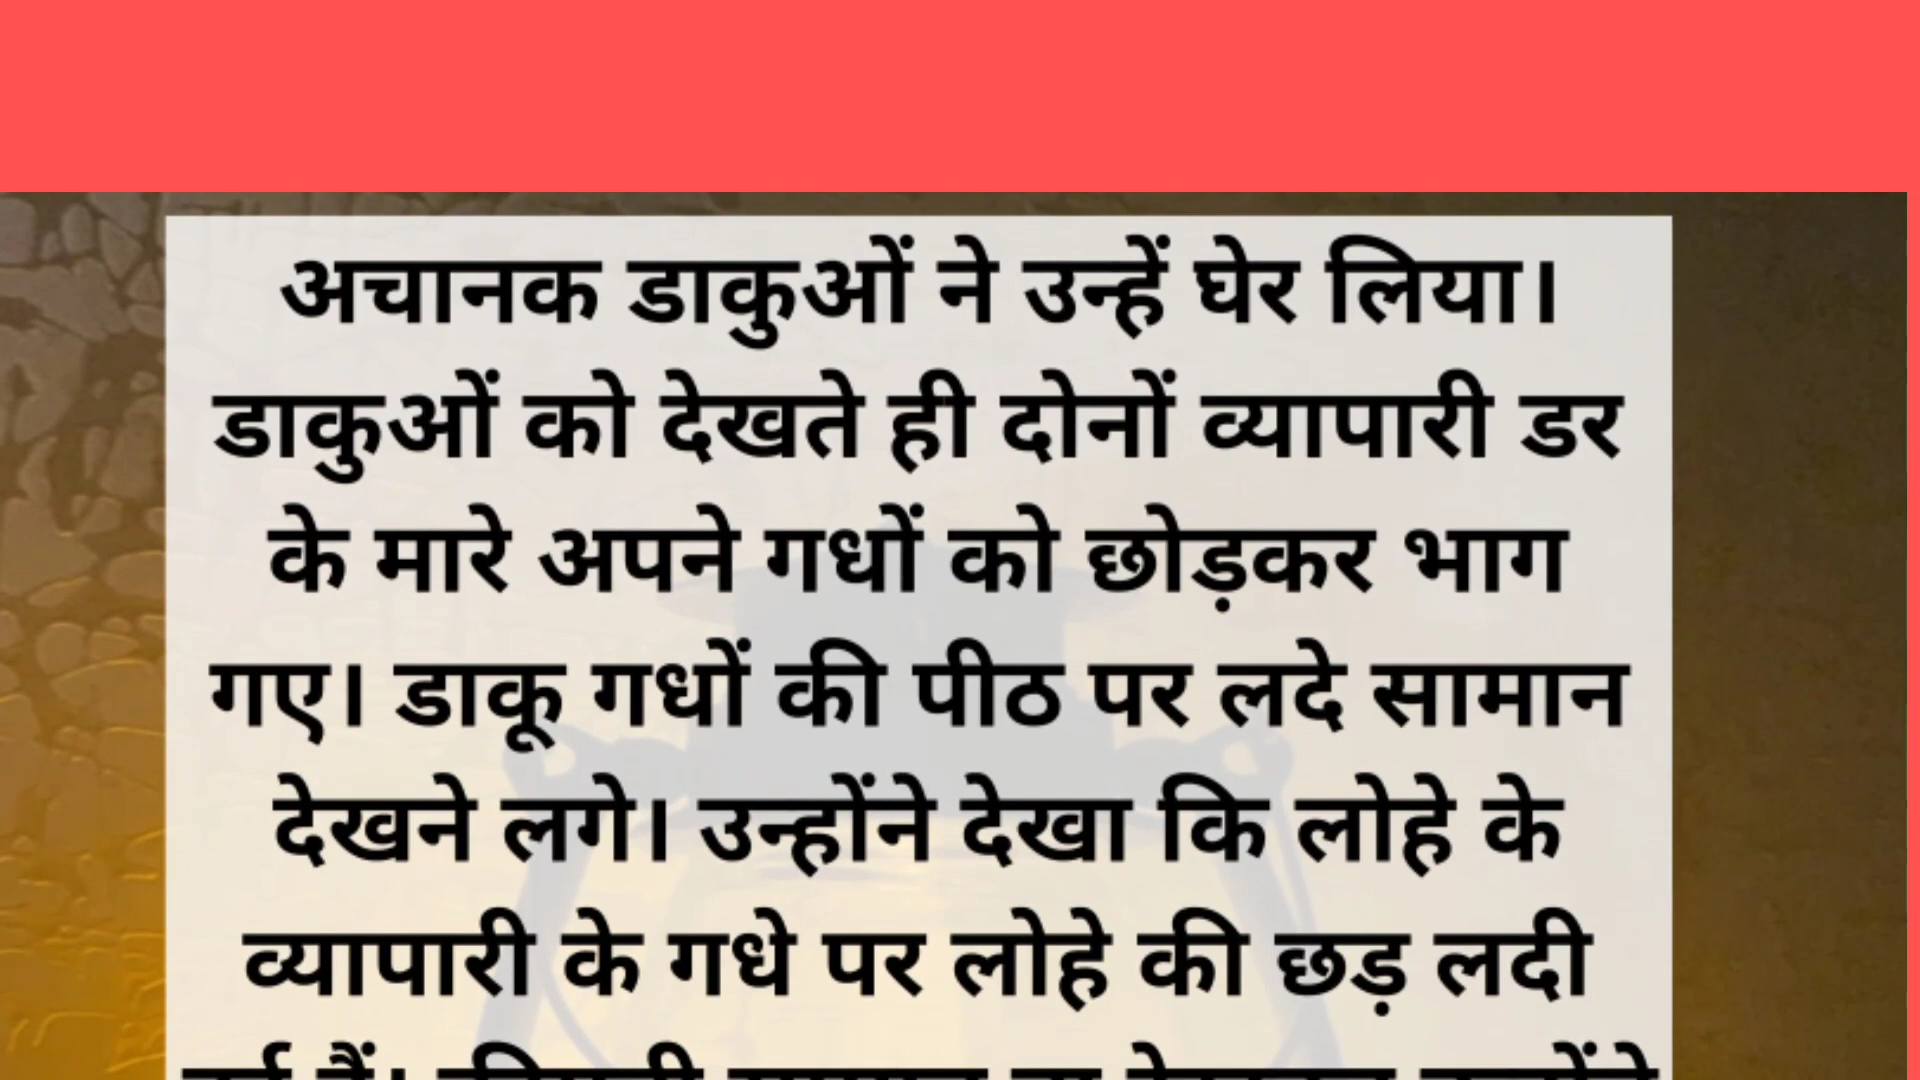 अचानक डाकुओं ने उन्हें घेर लिया।
डाकुओं को देखते ही दोनों व्यापारी डर
के मारे अपने गधों को छोड़कर भाग
गए। डाकू गधों की पीठ पर लदे सामान
देखने लगे। उन्होंने देखा कि लोहे के
व्यापारी के गधे पर लोहे की छड़ लदी